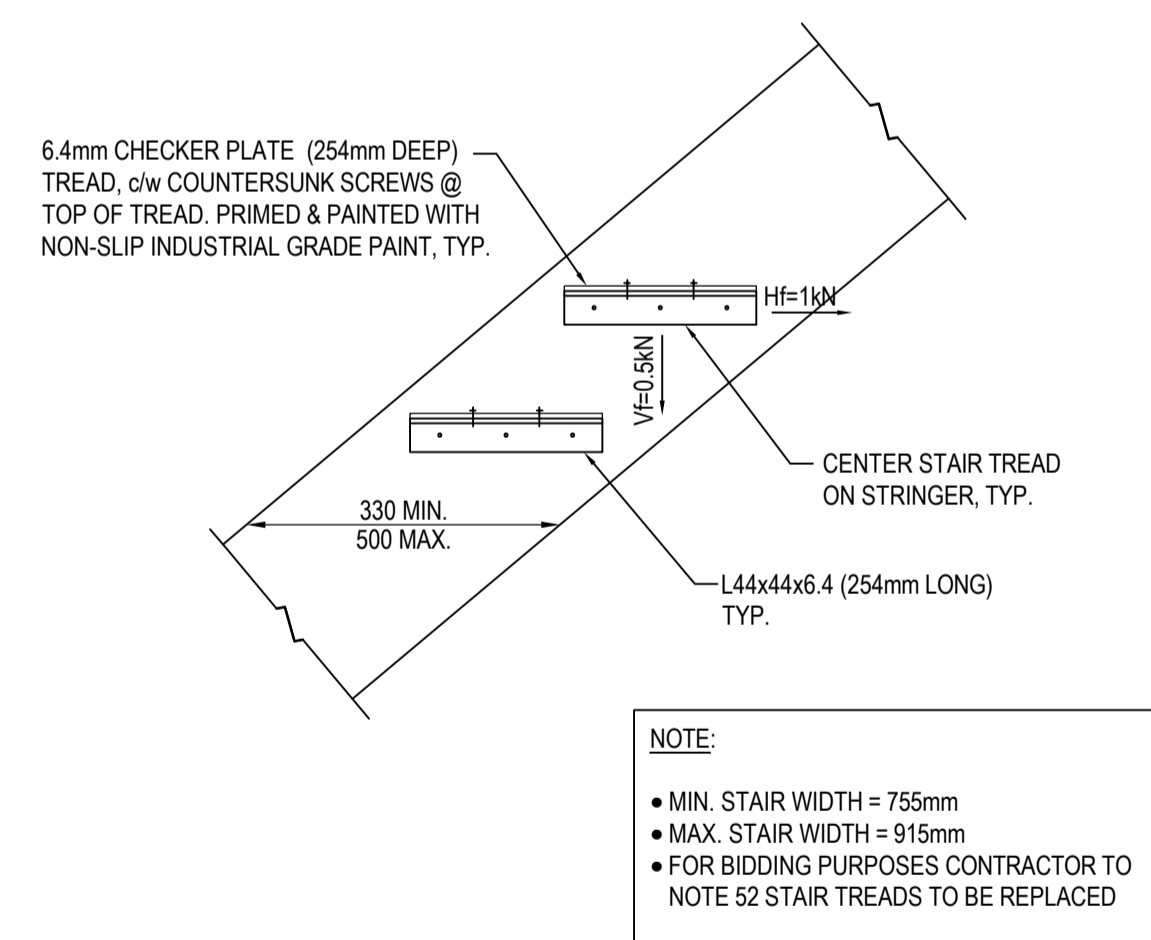 6.4mm CHECKER PLATE (254mm DEEP)
TREAD, c/w COUNTERSUNK SCREWS @
TOP OF TREAD. PRIMED & PAINTED WITH
NON-SLIP INDUSTRIAL GRADE PAINT, TYP.
Hf=1kN
Vf=0.5kN
CENTER STAIR TREAD
ON STRINGER, TYP.
330 MIN.
500 MAX.
L44x44x6.4 (254mm LONG)
TYP.
NOTE:
• MIN. STAIR WIDTH = 755mm
• MAX. STAIR WIDTH = 915mm
• FOR BIDDING PURPOSES CONTRACTOR TO
NOTE 52 STAIR TREADS TO BE REPLACED